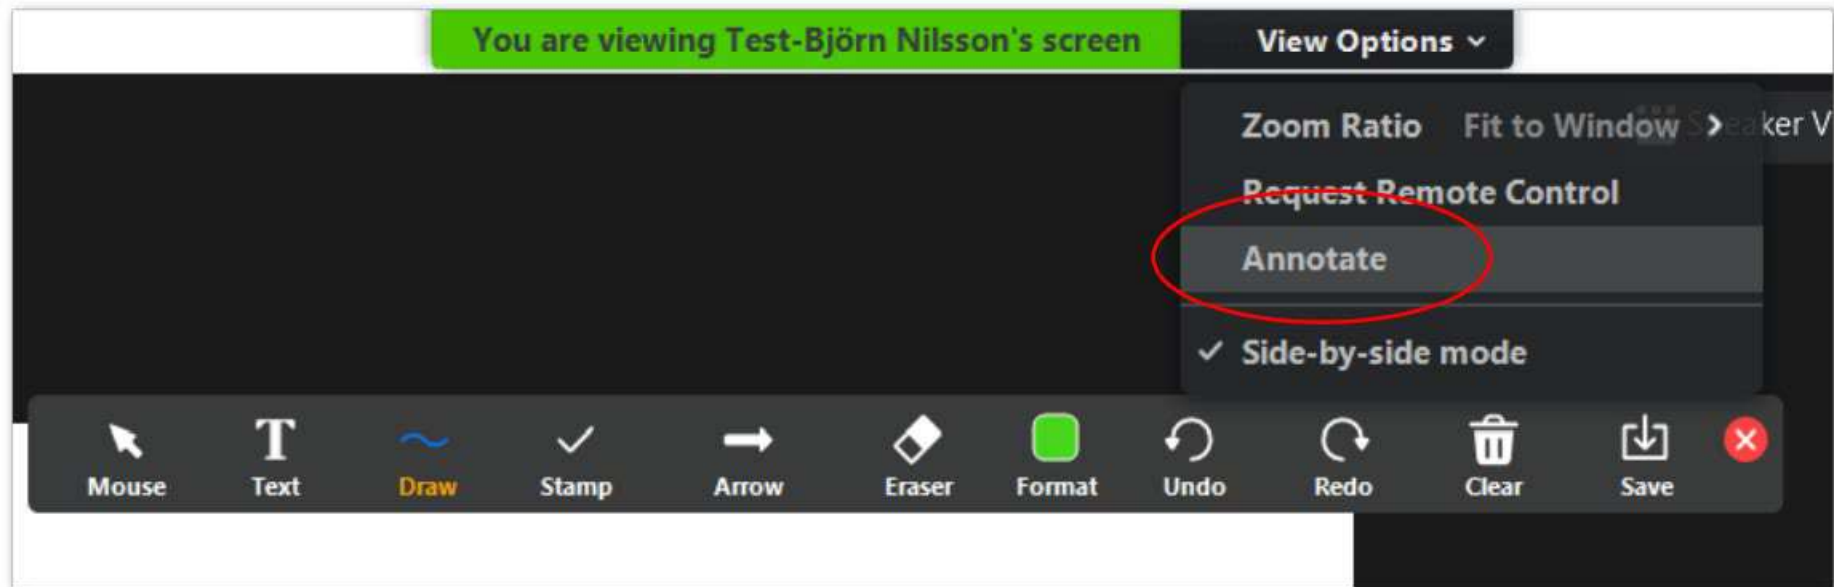 You are viewing Test-Björn Nilsson's screen
View Options
Zoom Ratio Fit to Window
Speaker V
Request Remote Control
Annotate
Side-by-side mode
Mouse Text Draw Stamp Arrow Eraser Format Undo Redo Clear Save